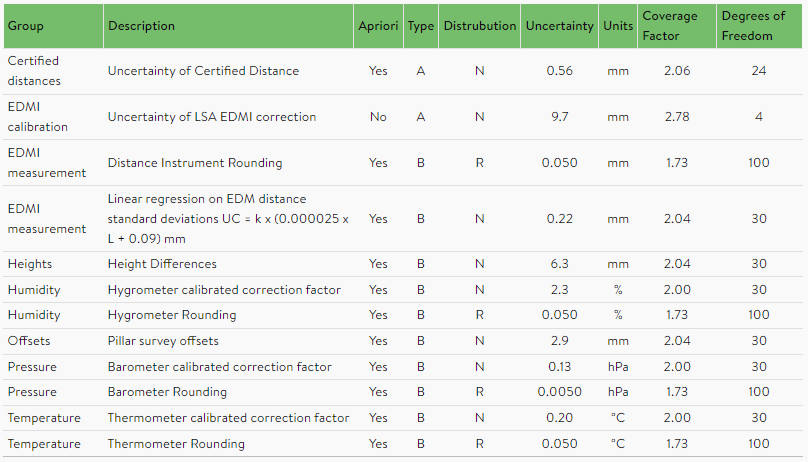 Group Description Apriori Type Distrubution Uncertainty Units Coverage Factor Degrees of Freedom
Certified distances Uncertainty of Certified Distance Yes A N 0.56 mm 2.06 24
EDMI calibration Uncertainty of LSA EDMI correction No A N 9.7 mm 2.78 4
EDMI measurement Distance Instrument Rounding Yes B R 0.050 mm 1.73 100
EDMI measurement Linear regression on EDM distance standard deviations UC = k x (0.000025 x L + 0.09) mm Yes B N 0.22 mm 2.04 30
Heights Height Differences Yes B N 6.3 mm 2.04 30
Humidity Hygrometer calibrated correction factor Yes B N 2.3 % 2.00 30
Humidity Hygrometer Rounding Yes B R 0.050 % 1.73 100
Offsets Pillar survey offsets Yes B N 2.9 mm 2.04 30
Pressure Barometer calibrated correction factor Yes B N 0.13 hPa 2.00 30
Pressure Barometer Rounding Yes B R 0.0050 hPa 1.73 100
Temperature Thermometer calibrated correction factor Yes B N 0.20 °C 2.00 30
Temperature Thermometer Rounding Yes B R 0.050 °C 1.73 100